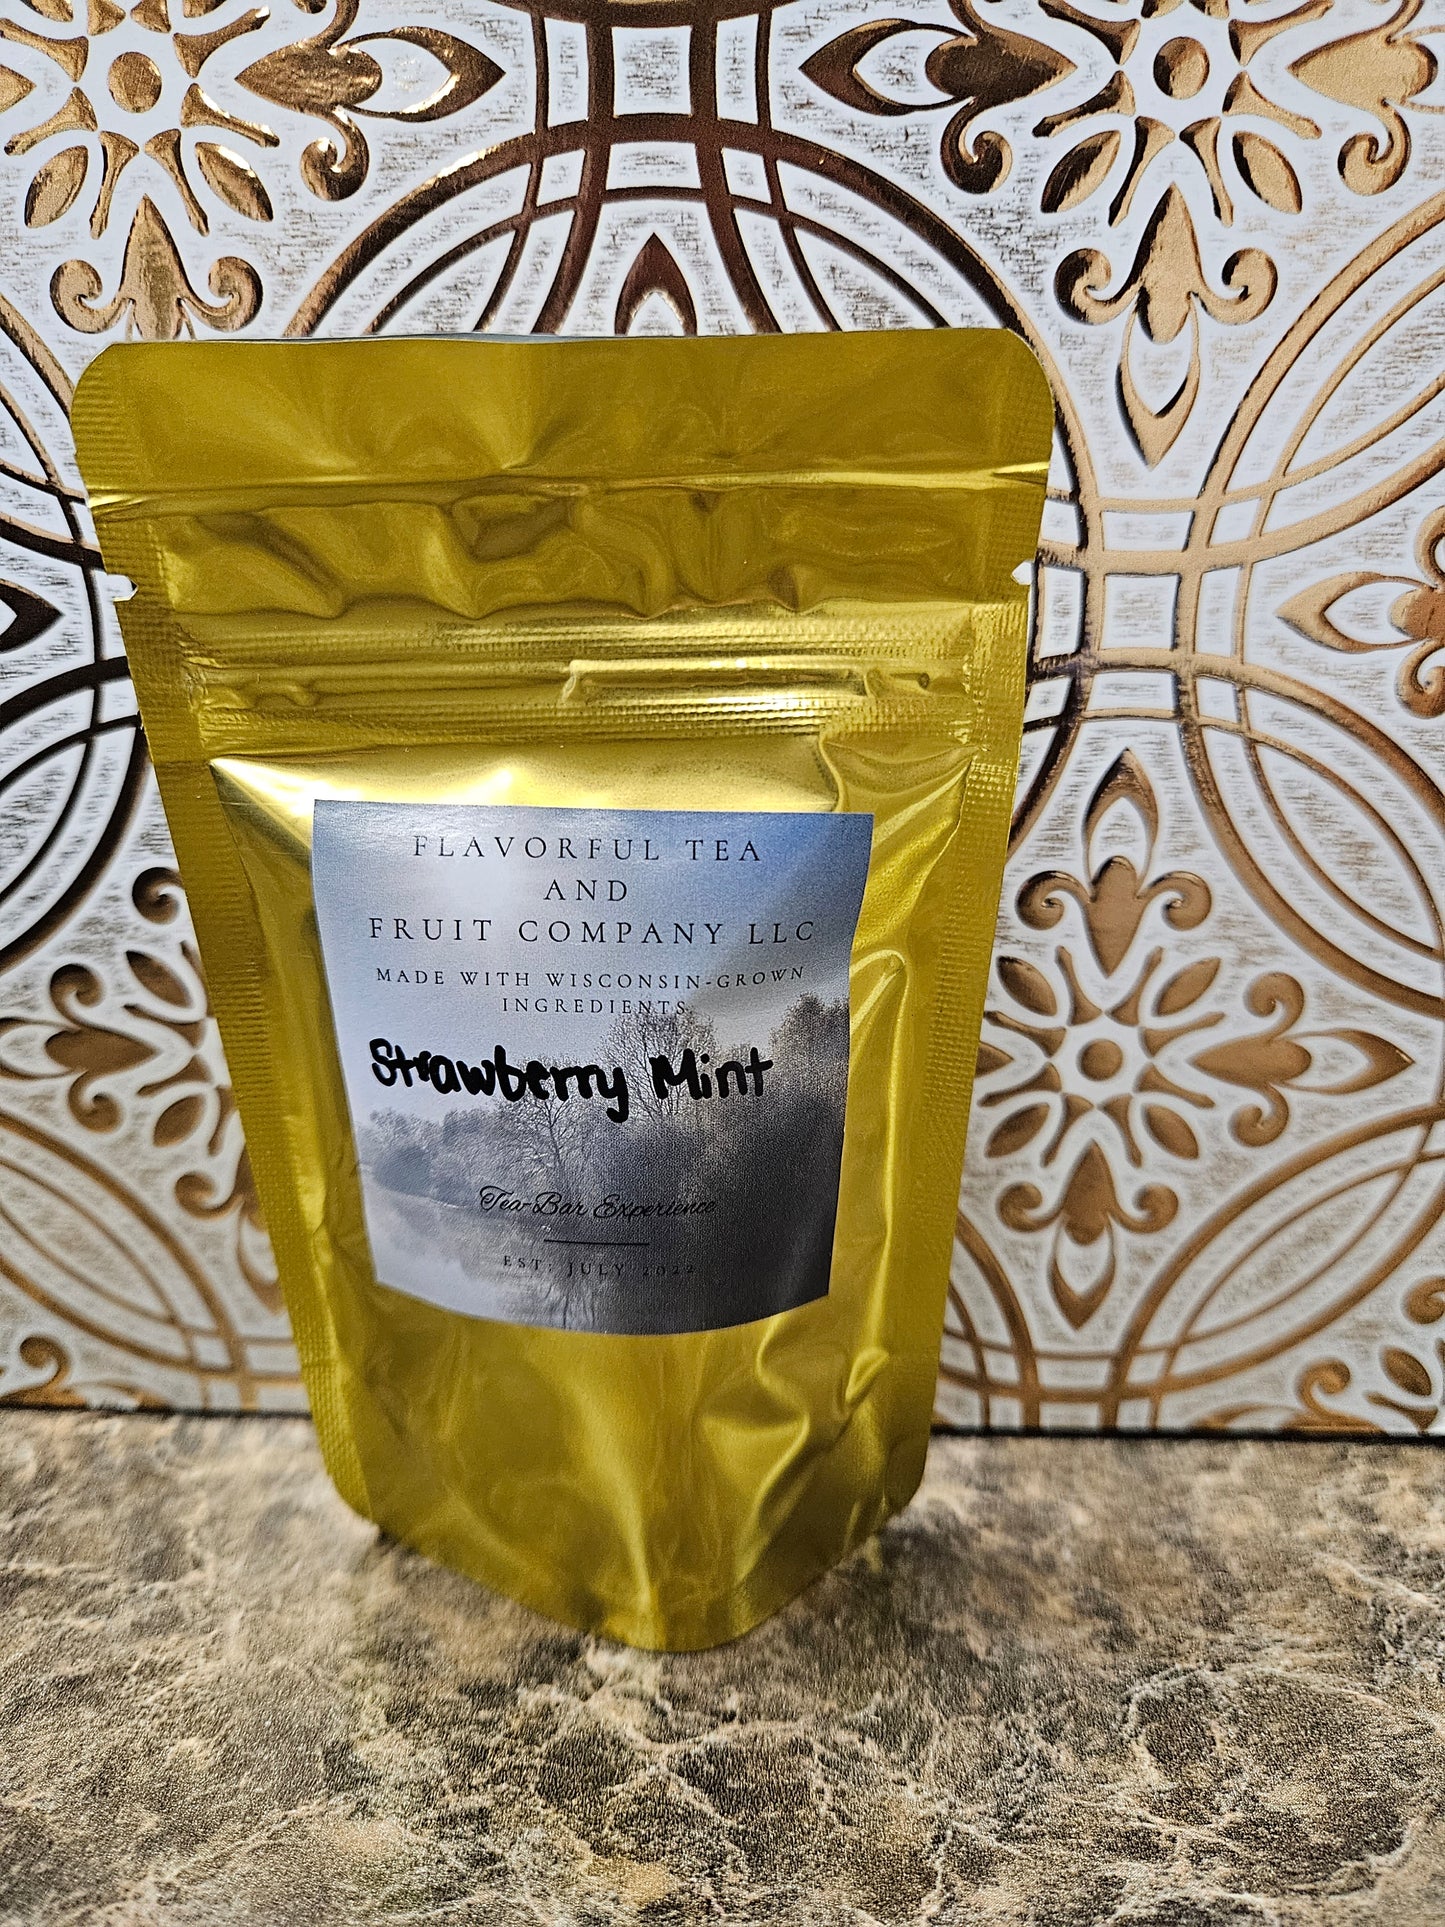 FLAVORFUL TEA
AND
FRUIT COMPANY LLC
MADE WITH WISCONSIN-GROWN
INGREDIENTS
Strawberry Mint
Tea-Bar Experience
EST: JULY 2022